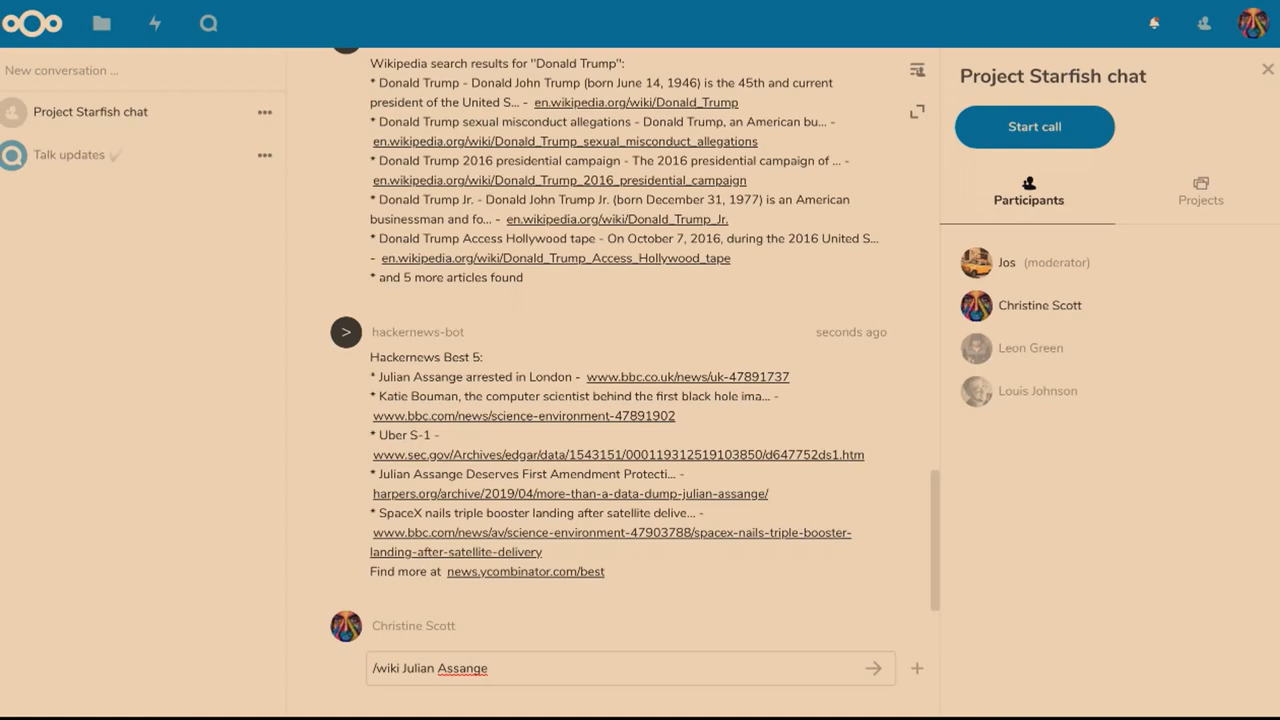 New conversation ...
Project Starfish chat
Talk updates
Wikipedia search results for "Donald Trump":
* Donald Trump - Donald John Trump (born June 14, 1946) is the 45th and current
president of the United S... - en.wikipedia.org/wiki/Donald_Trump
* Donald Trump sexual misconduct allegations - Donald Trump, an American bu... -
en.wikipedia.org/wiki/Donald_Trump_sexual_misconduct_allegations
* Donald Trump 2016 presidential campaign - The 2016 presidential campaign of ... -
en.wikipedia.org/wiki/Donald_Trump_2016_presidential_campaign
* Donald Trump Jr. - Donald John Trump Jr. (born December 31, 1977) is an American
businessman and fo... - en.wikipedia.org/wiki/Donald_Trump_Jr.
* Donald Trump Access Hollywood tape - On October 7, 2016, during the 2016 United S...
- en.wikipedia.org/wiki/Donald_Trump_Access_Hollywood_tape
* and 5 more articles found
hackernews-bot seconds ago
Hackernews Best 5:
* Julian Assange arrested in London - www.bbc.co.uk/news/uk-47891737
* Katie Bouman, the computer scientist behind the first black hole ima... -
www.bbc.com/news/science-environment-47891902
* Uber S-1 -
www.sec.gov/Archives/edgar/data/1543151/000119312519103850/d647752ds1.htm
* Julian Assange Deserves First Amendment Protecti... -
harpers.org/archive/2019/04/more-than-a-data-dump-julian-assange/
* SpaceX nails triple booster landing after satellite delive... -
www.bbc.com/news/av/science-environment-47903788/spacex-nails-triple-booster-
landing-after-satellite-delivery
Find more at news.ycombinator.com/best
Christine Scott
/wiki Julian Assange
Project Starfish chat
Start call
Participants
Projects
Jos (moderator)
Christine Scott
Leon Green
Louis Johnson